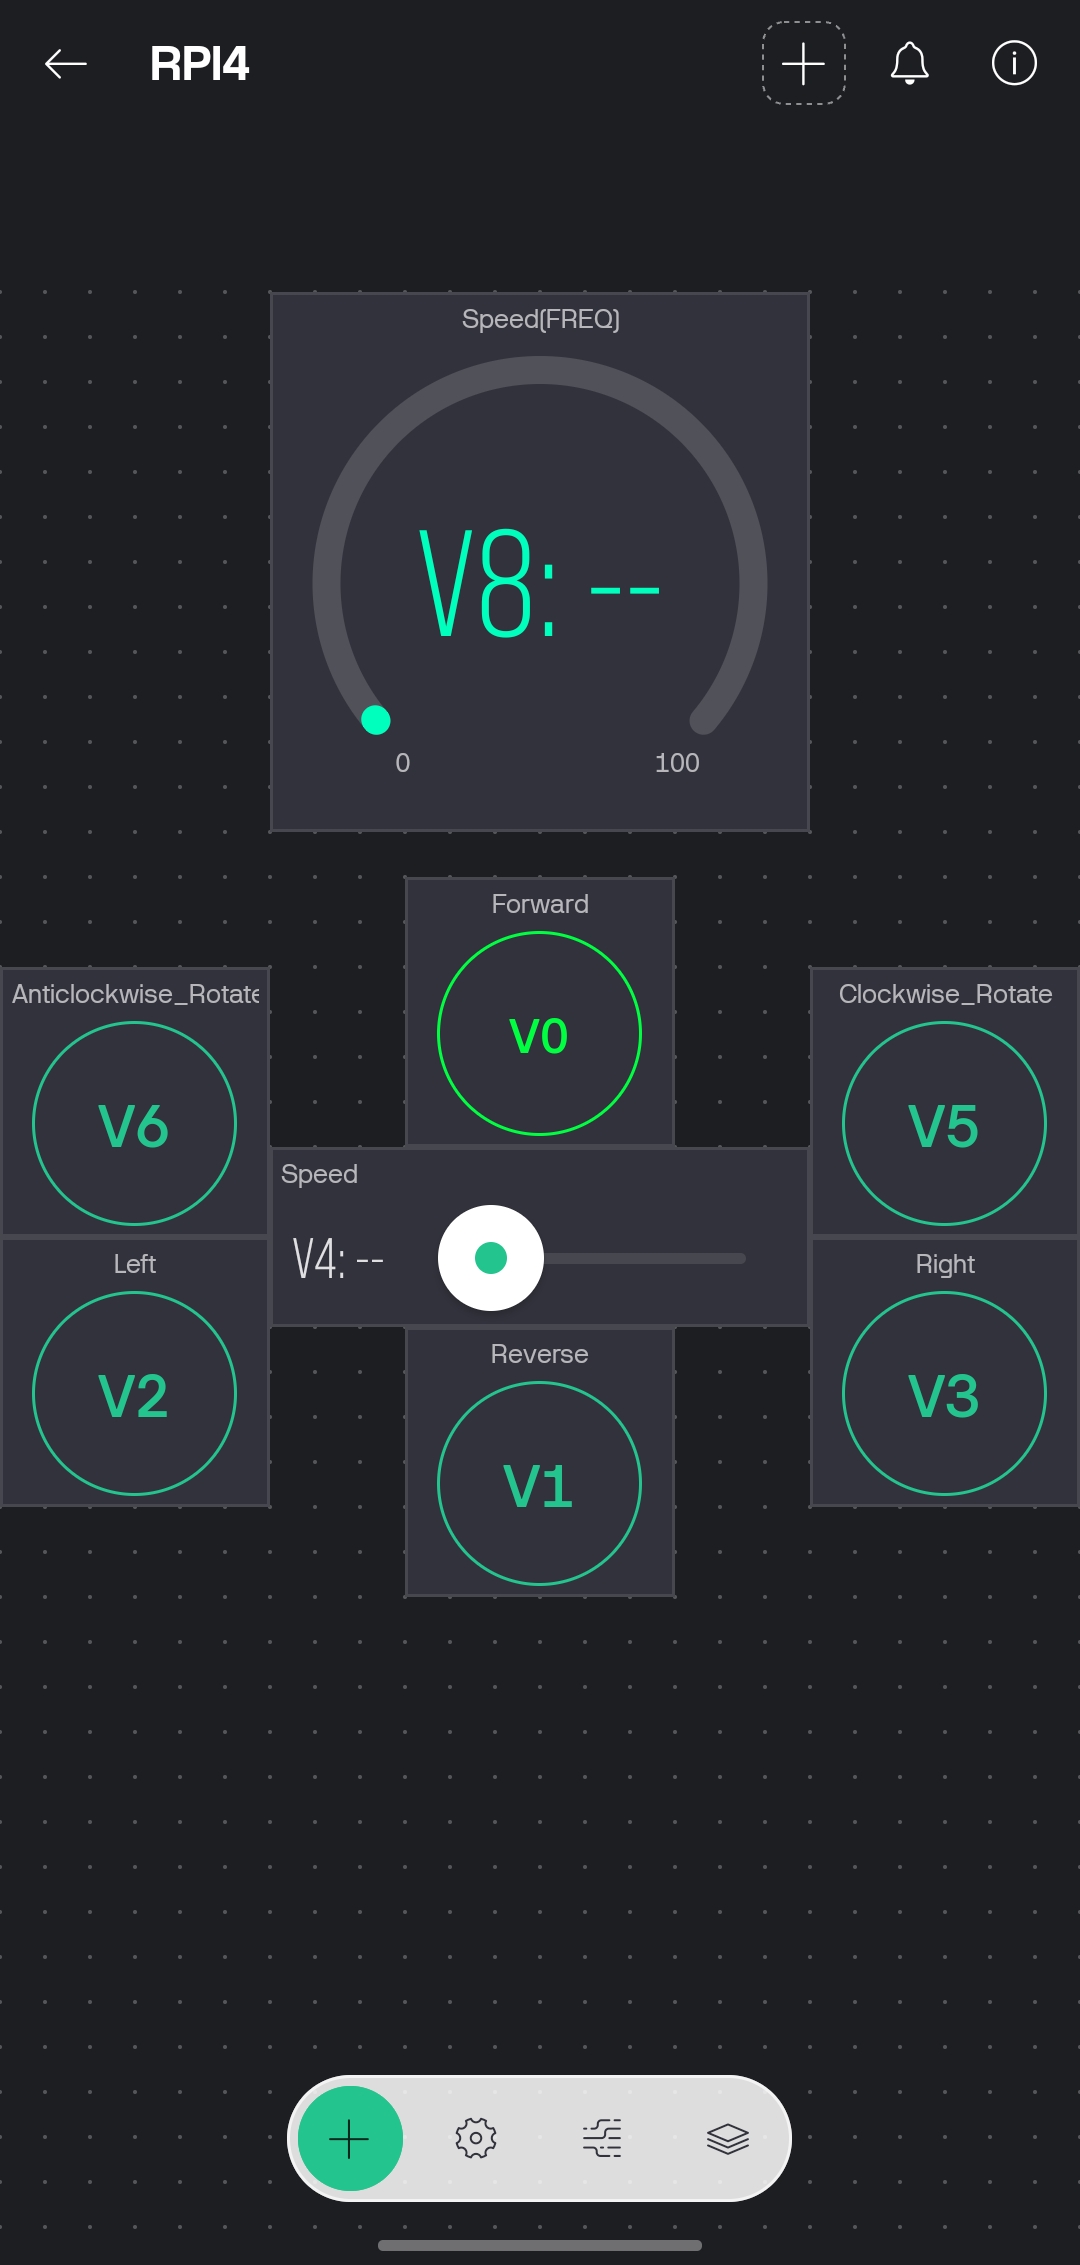 RPI4
Speed(FREQ)
V8: --
0 100
Forward
V0
Anticlockwise_Rotate
V6
Clockwise_Rotate
V5
Speed
V4: --
Left
V2
Right
V3
Reverse
V1